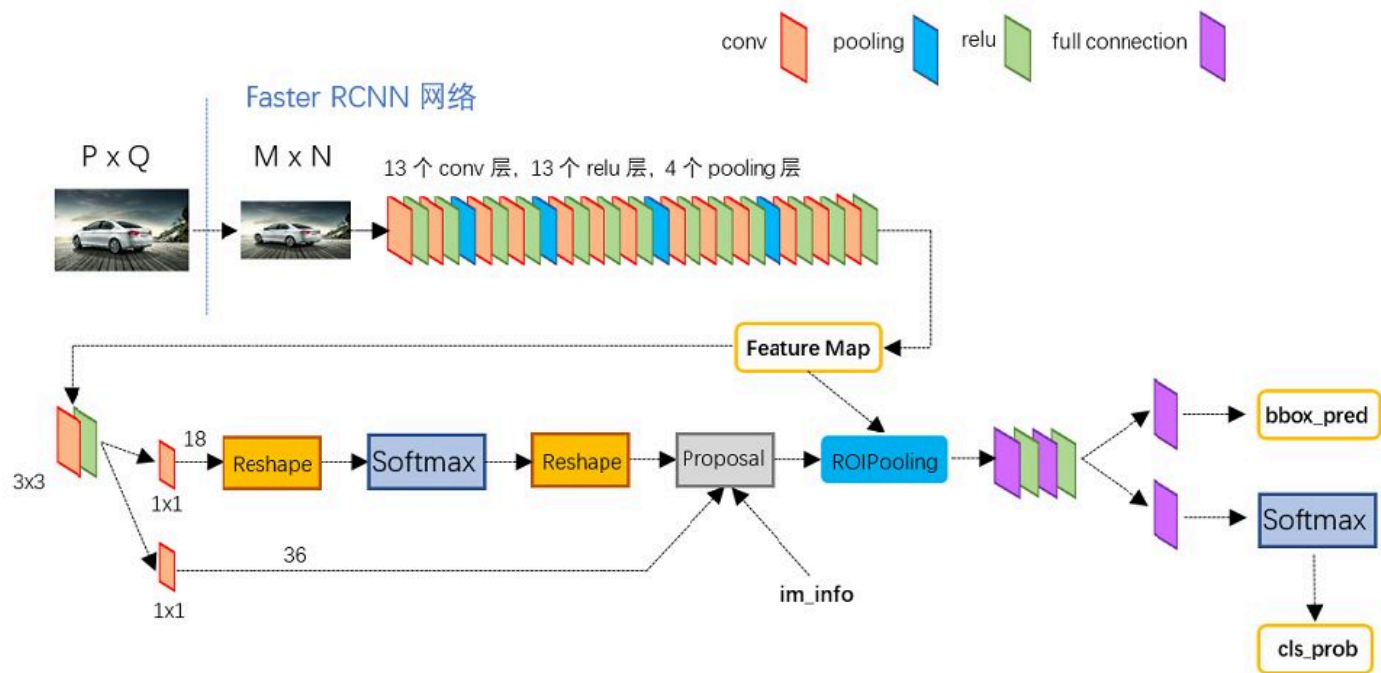 conv pooling relu full connection
Faster RCNN 网络
P x Q
M x N
13 个 conv 层, 13 个 relu 层, 4 个 pooling 层
Feature Map
3x3
1x1
18
Reshape
Softmax
Reshape
Proposal
ROIPooling
bbox_pred
Softmax
1x1
36
im_info
cls_prob